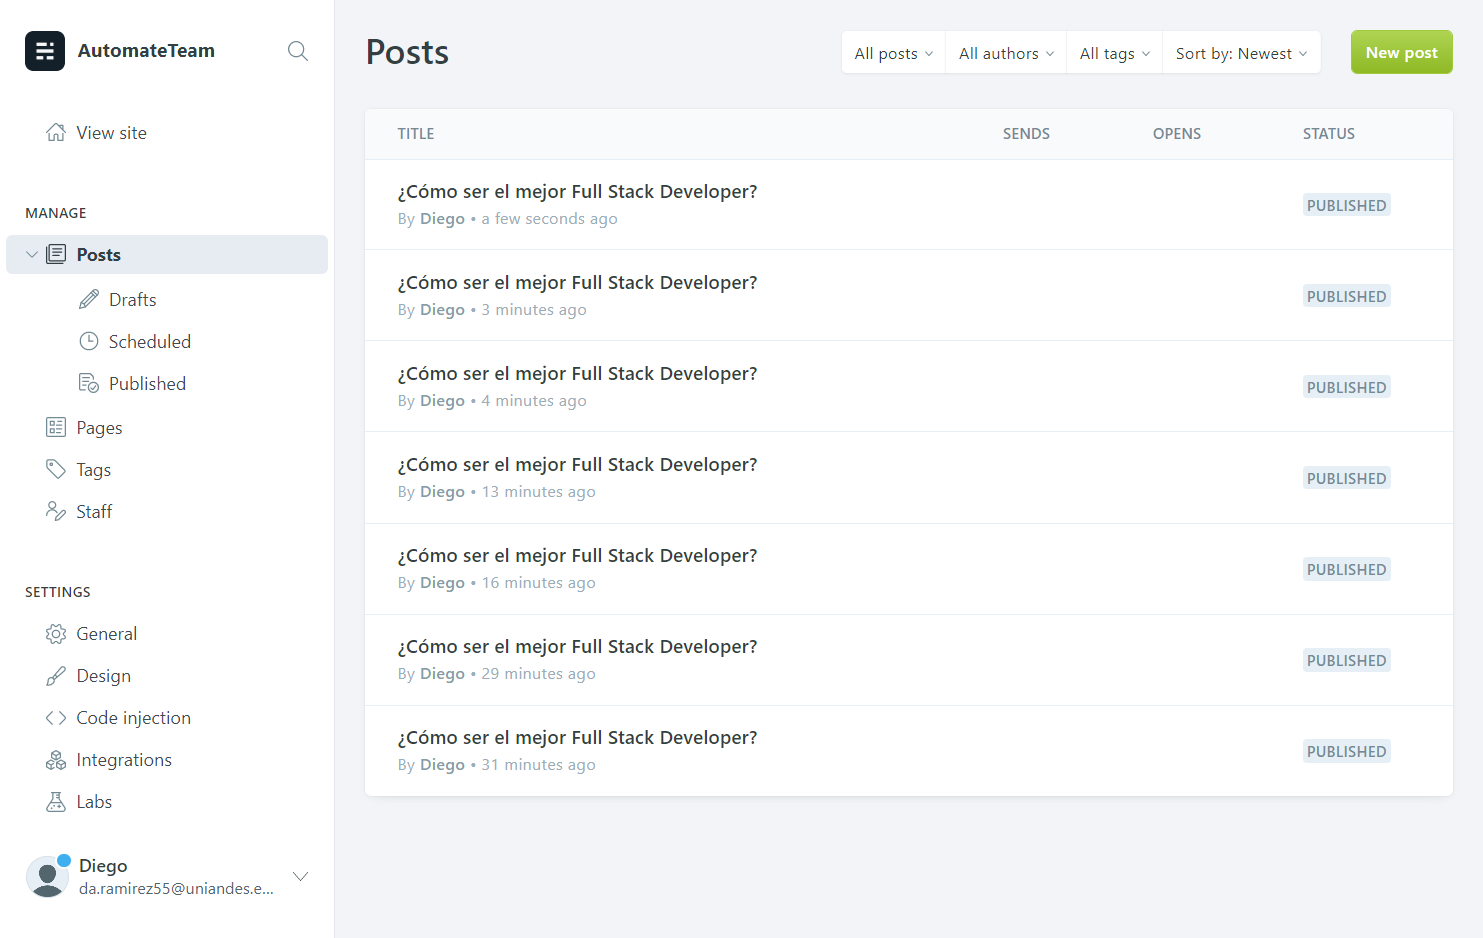 AutomateTeam
View site
MANAGE
Posts
Drafts
Scheduled
Published
Pages
Tags
Staff
SETTINGS
General
Design
Code injection
Integrations
Labs
Diego
da.ramirez55@uniandes.e...
Posts
All posts
All authors
All tags
Sort by: Newest
New post
TITLE SENDS OPENS STATUS
¿Cómo ser el mejor Full Stack Developer?
By Diego • a few seconds ago
PUBLISHED
¿Cómo ser el mejor Full Stack Developer?
By Diego • 3 minutes ago
PUBLISHED
¿Cómo ser el mejor Full Stack Developer?
By Diego • 4 minutes ago
PUBLISHED
¿Cómo ser el mejor Full Stack Developer?
By Diego • 13 minutes ago
PUBLISHED
¿Cómo ser el mejor Full Stack Developer?
By Diego • 16 minutes ago
PUBLISHED
¿Cómo ser el mejor Full Stack Developer?
By Diego • 29 minutes ago
PUBLISHED
¿Cómo ser el mejor Full Stack Developer?
By Diego • 31 minutes ago
PUBLISHED